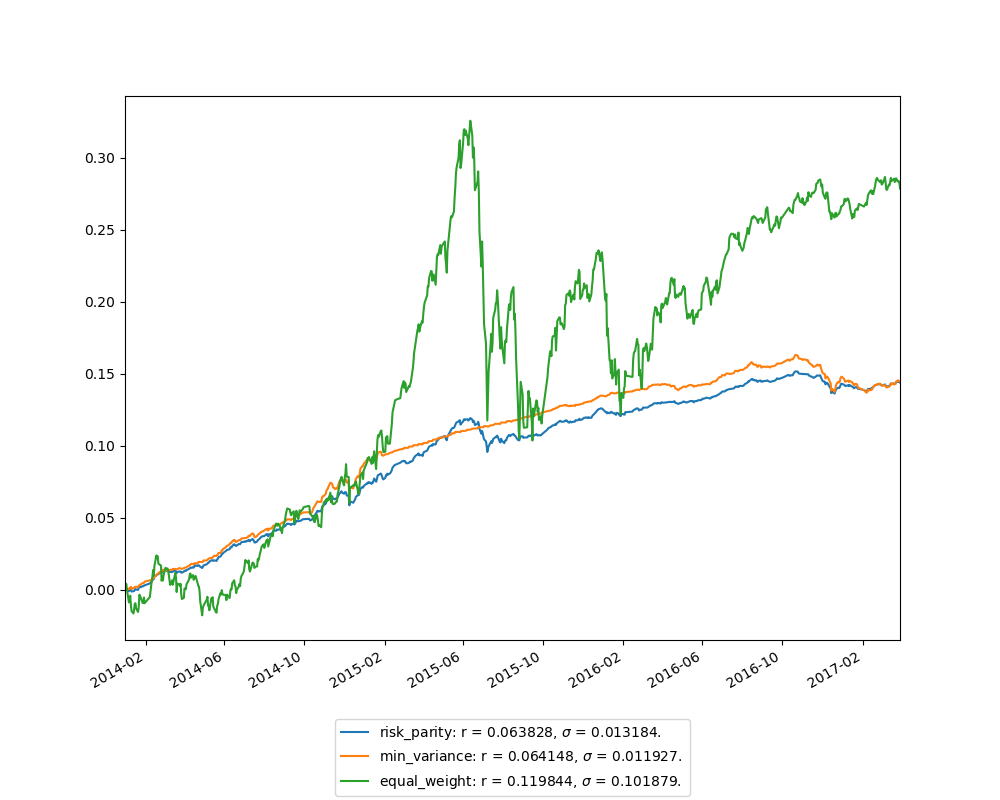 0.30
0.25
0.20
0.15
0.10
0.05
0.00
2014-02 2014-06 2014-10 2015-02 2015-06 2015-10 2016-02 2016-06 2016-10 2017-02
risk_parity: r = 0.063828, σ = 0.013184.
min_variance: r = 0.064148, σ = 0.011927.
equal_weight: r = 0.119844, σ = 0.101879.